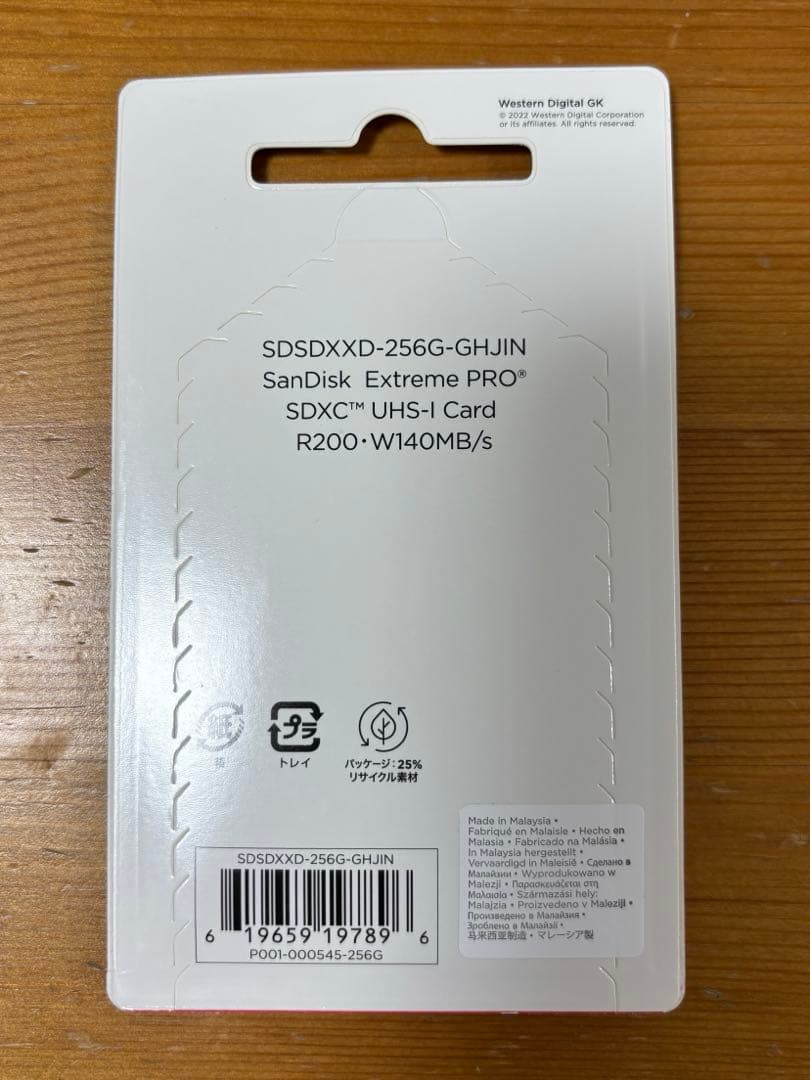 Western Digital GK
© 2022 Western Digital Corporation
or its affiliates. All rights reserved.
SDSDXXD-256G-GHJIN
SanDisk Extreme PRO®
SDXC™ UHS-I Card
R200・W140MB/s
紙
プラ
トレイ
パッケージ：25%
リサイクル素材
SDSDXXD-256G-GHJIN
6 19659 19789 6
P001-000545-256G
Made in Malaysia •
Fabriqué en Malaisie • Hecho en
Malasia • Fabricado na Malásia •
In Malaysia hergestellt •
Vervaardigd in Maleisië • Сделано в
Малайзии • Wyprodukowano w
Malezji • Παρασκευάζεται στη
Μαλαισία • Származási hely:
Malajzia • Proizvedeno v Maleziji •
Произведено в Малайзия •
Зроблено в Малайзії •
马来西亚制造 • マレーシア製